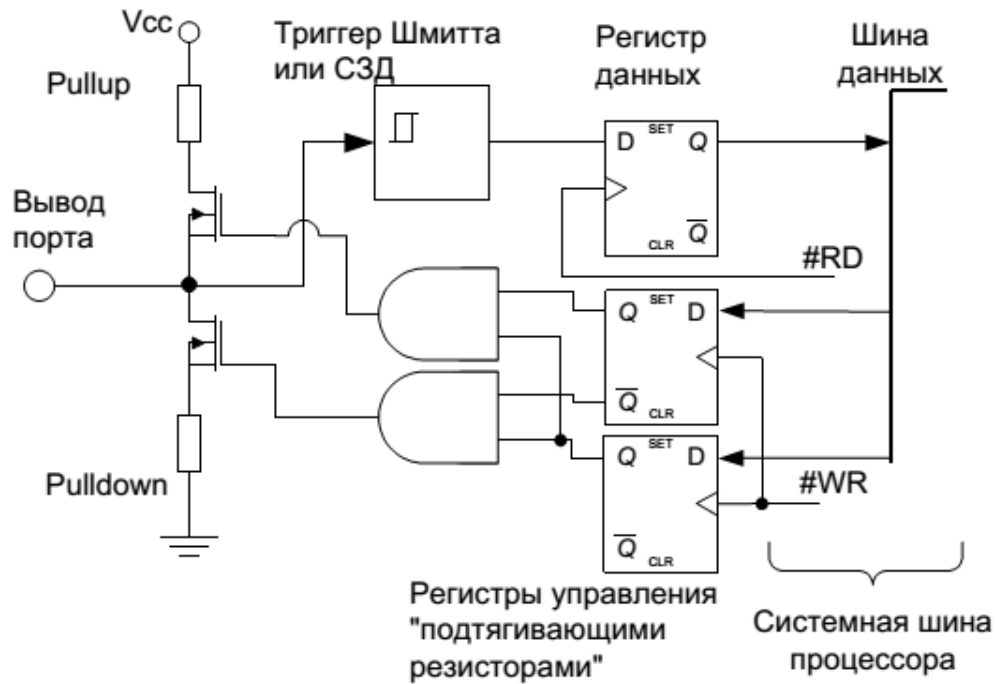 Vcc
Pullup
Триггер Шмитта
или СЗД
Регистр
данных
Шина
данных
Вывод
порта
D SET Q
Q
CLR
#RD
Q SET D
Q
CLR
Q SET D
Q
CLR
#WR
Pulldown
Регистры управления
"подтягивающими
резисторами"
Системная шина
процессора